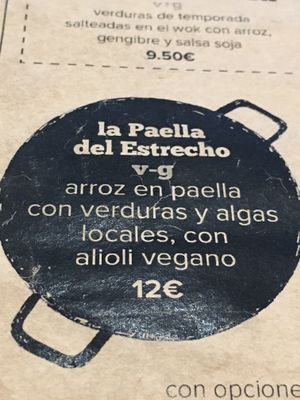 v+g
verduras de temporada
salteadas en el wok con arroz,
gengibre y salsa soja
9.50€
la Paella
del Estrecho
v-g
arroz en paella
con verduras y algas
locales, con
alioli vegano
12€
con opcione